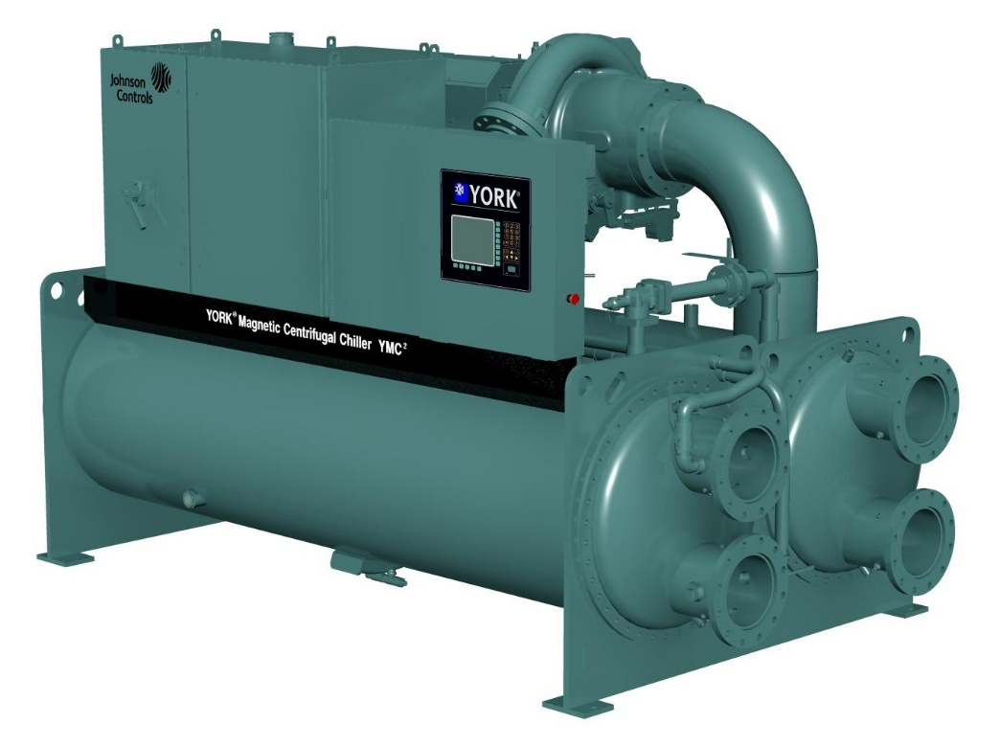 Johnson
Controls
YORK®
YORK® Magnetic Centrifugal Chiller YMC²